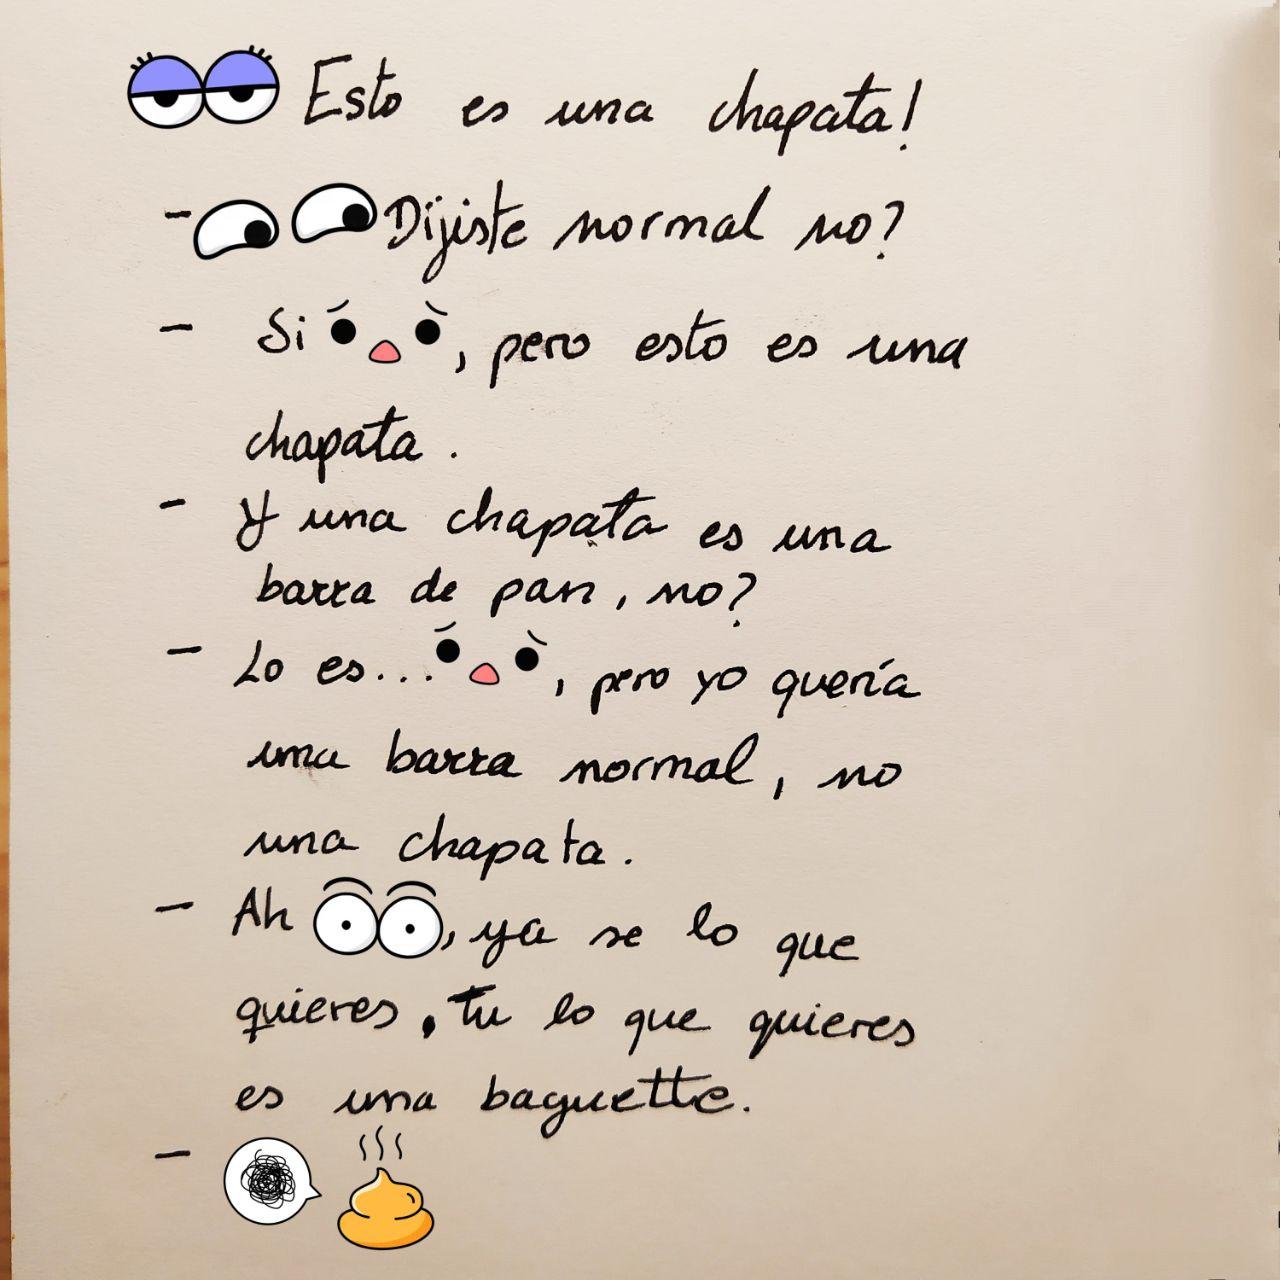 Esto es una chapata!
- Dijiste normal no?
- Si, pero esto es una
chapata.
- Y una chapata es una
barra de pan, no?
- Lo es..., pero yo quería
una barra normal, no
una chapata.
- Ah, ya se lo que
quieres, tu lo que quieres
es una baguette.
-